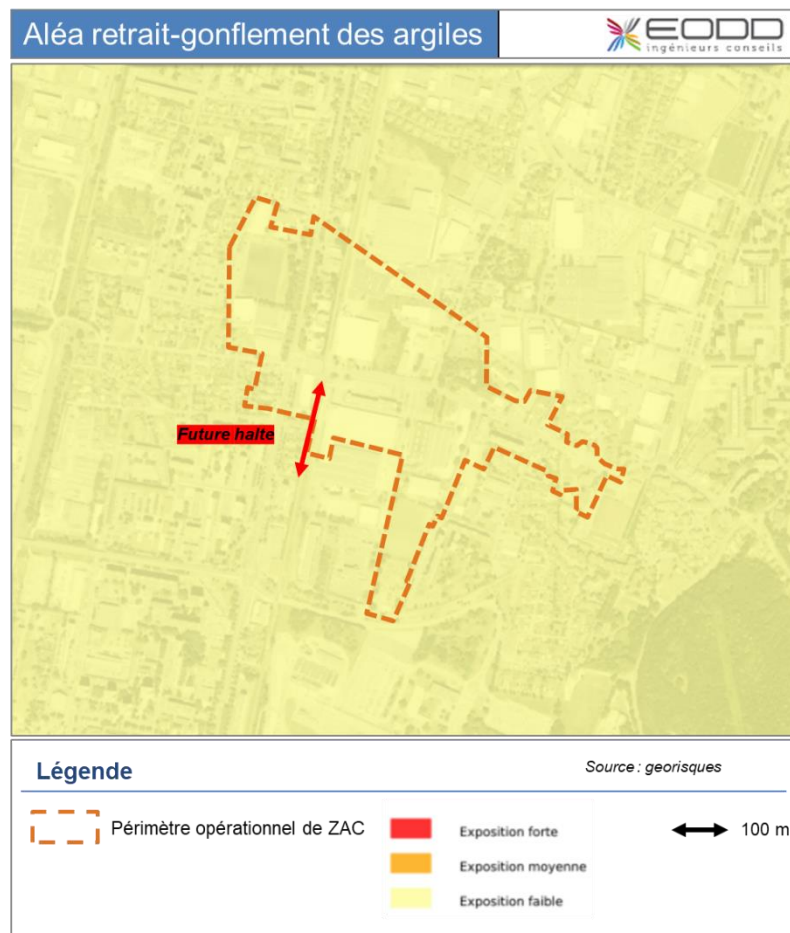 Aléa retrait-gonflement des argiles
EODD
ingénieurs conseils
Future halte
Légende
Source : georisques
Périmètre opérationnel de ZAC
Exposition forte
Exposition moyenne
Exposition faible
100 m